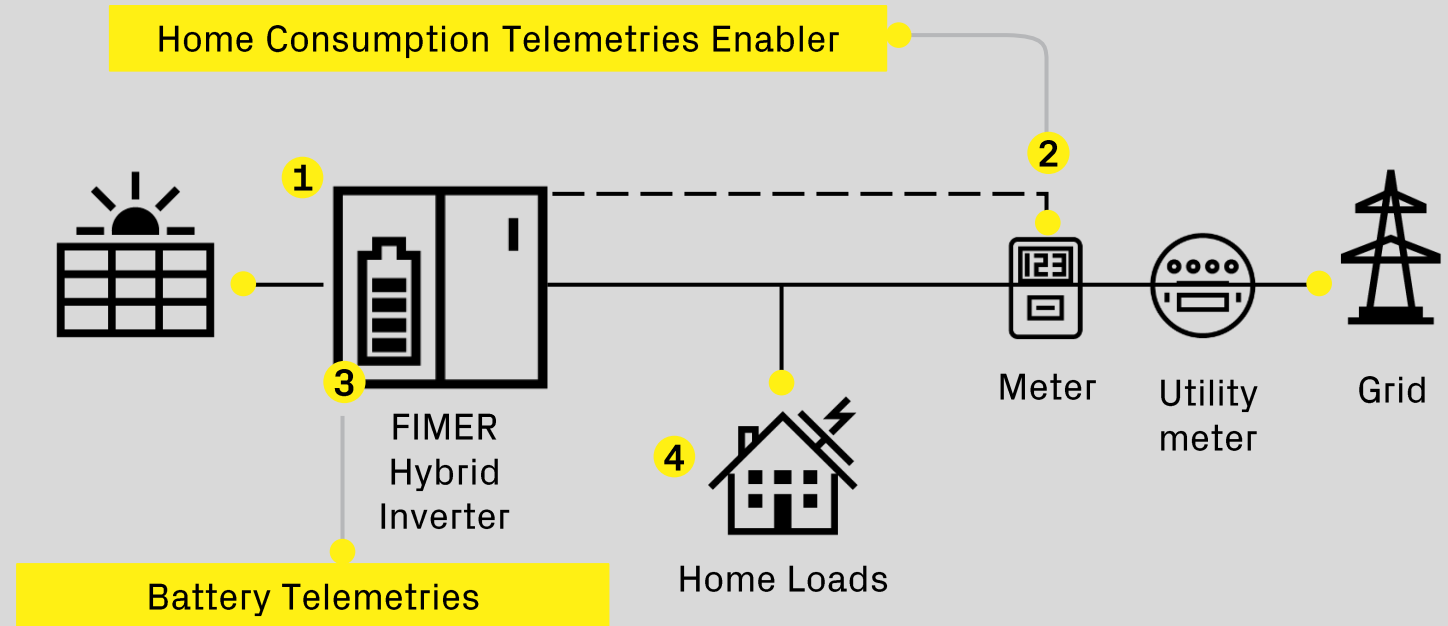 Home Consumption Telemetries Enabler
2
1
123
3
FIMER
Hybrid
Inverter
4
Meter
Utility
meter
Grid
Home Loads
Battery Telemetries